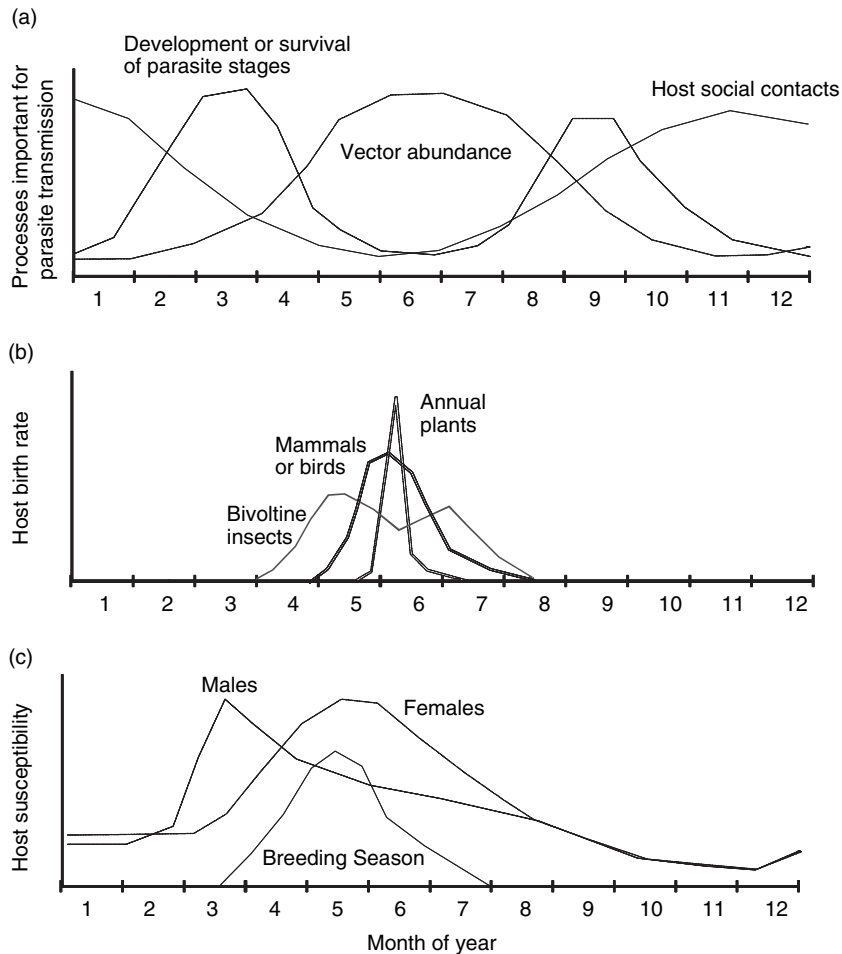 (a)
Development or survival
of parasite stages
Host social contacts
Vector abundance
Processes important for
parasite transmission
1 2 3 4 5 6 7 8 9 10 11 12
(b)
Annual
plants
Mammals
or birds
Bivoltine
insects
Host birth rate
1 2 3 4 5 6 7 8 9 10 11 12
(c)
Males
Females
Breeding Season
Host susceptibility
1 2 3 4 5 6 7 8 9 10 11 12
Month of year